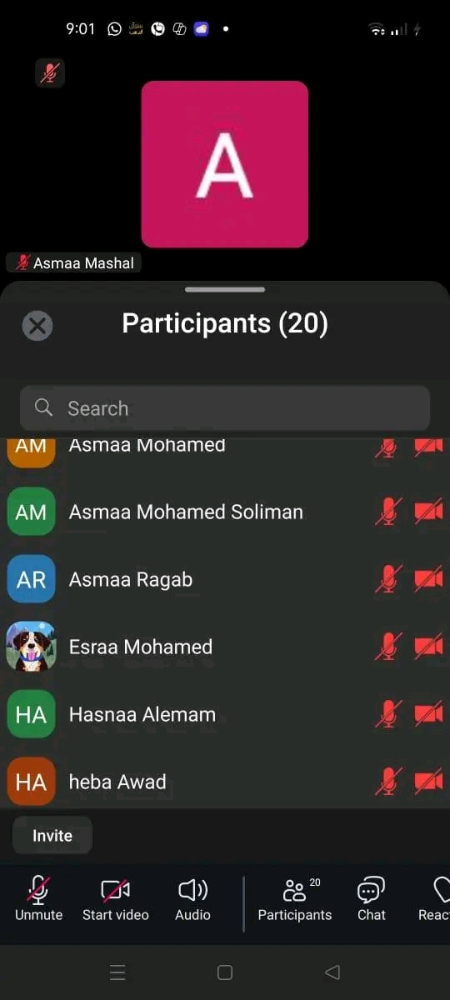 9:01
A
Asmaa Mashal
Participants (20)
Search
AM Asmaa Mohamed
AM Asmaa Mohamed Soliman
AR Asmaa Ragab
Esraa Mohamed
HA Hasnaa Alemam
HA heba Awad
Invite
20
Unmute Start video Audio Participants Chat Reac